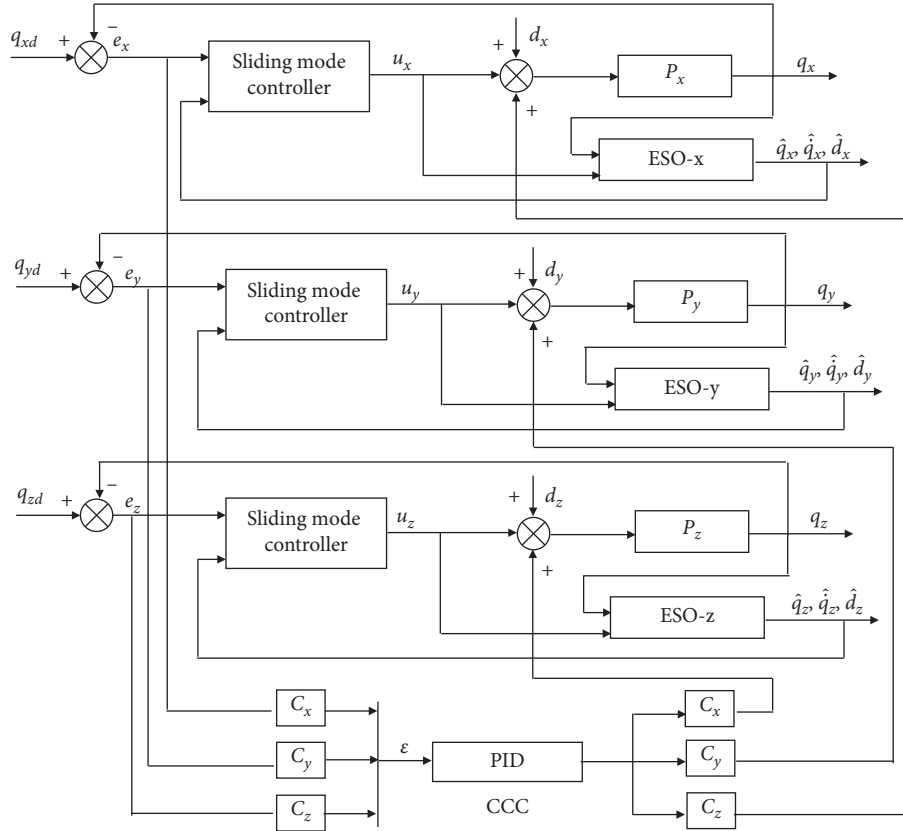 q_xd + − e_x
Sliding mode
controller
u_x
+ d_x
+
P_x
q_x
ESO-x
q̂_x, q̇̂_x, d̂_x
q_yd + − e_y
Sliding mode
controller
u_y
+ d_y
+
P_y
q_y
ESO-y
q̂_y, q̇̂_y, d̂_y
q_zd + − e_z
Sliding mode
controller
u_z
+ d_z
+
P_z
q_z
ESO-z
q̂_z, q̇̂_z, d̂_z
C_x
C_y
C_z
ε
PID
CCC
C_x
C_y
C_z